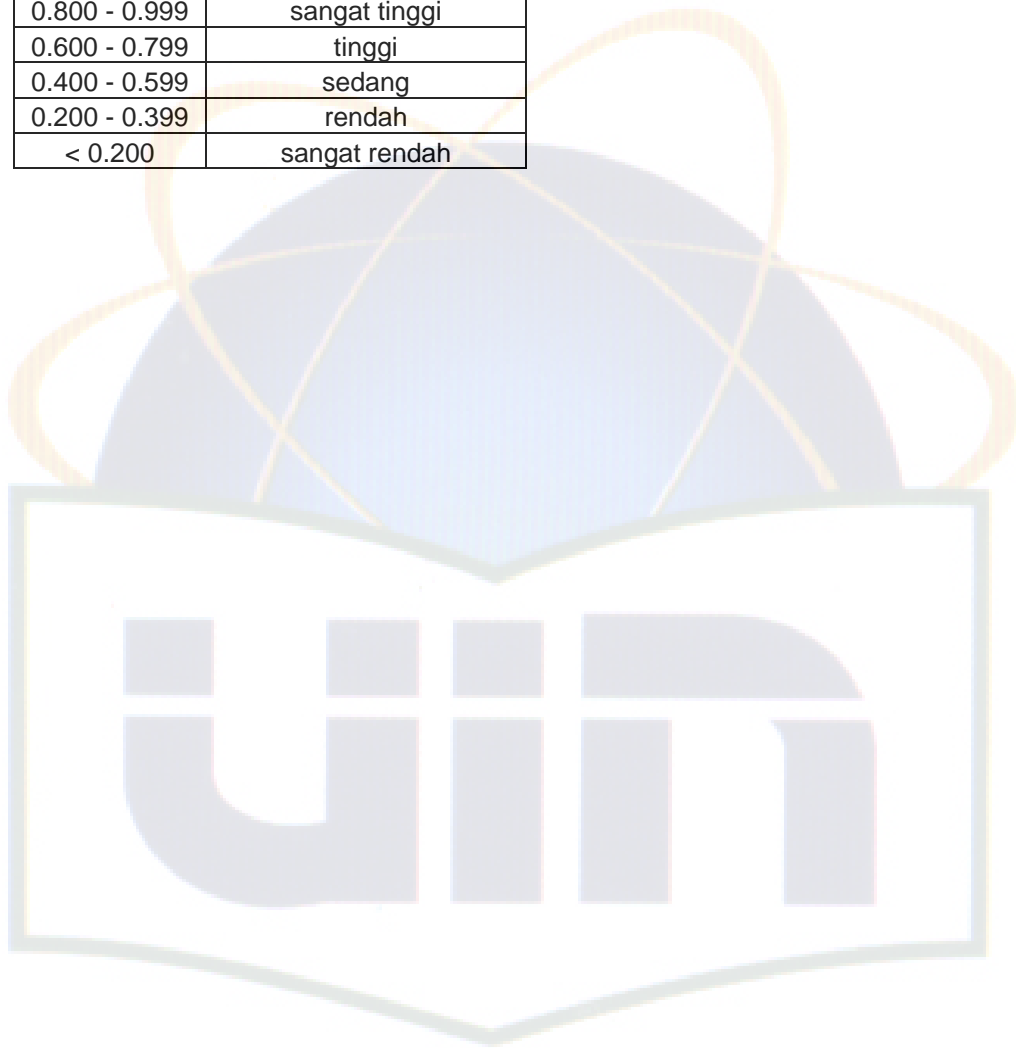 0.800 - 0.999 sangat tinggi
0.600 - 0.799 tinggi
0.400 - 0.599 sedang
0.200 - 0.399 rendah
< 0.200 sangat rendah
uin